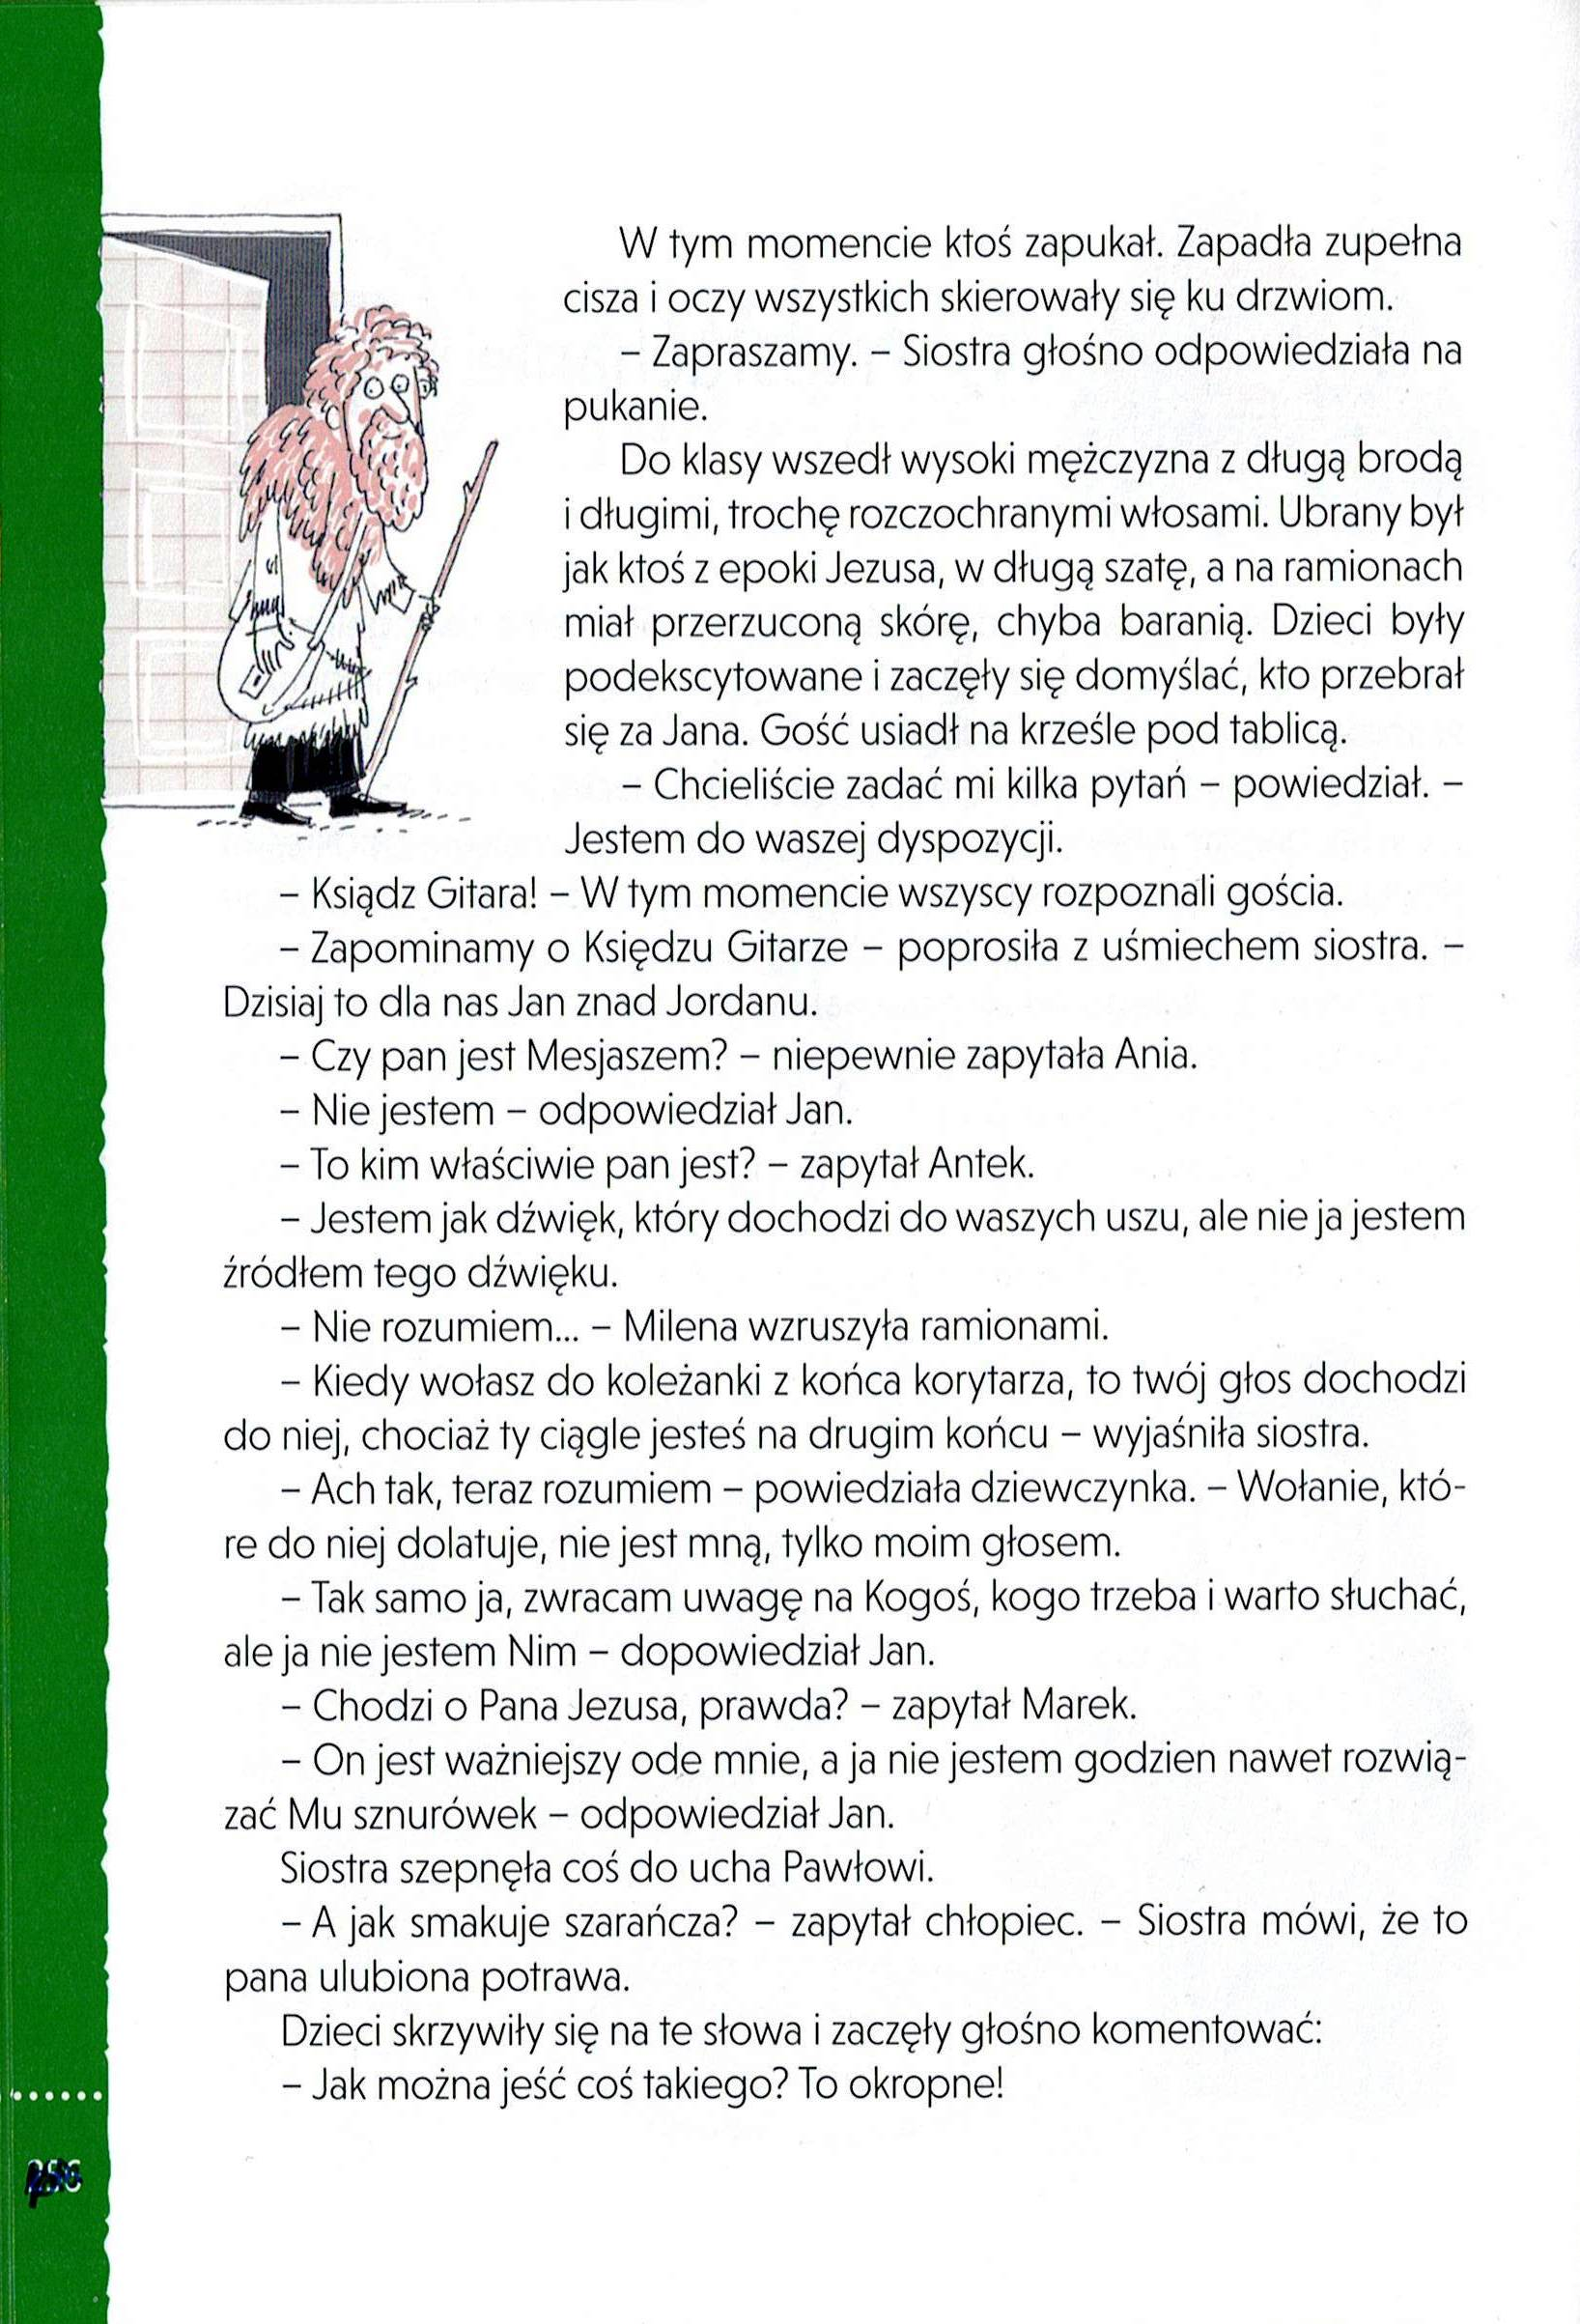 W tym momencie ktoś zapukał. Zapadła zupełna
cisza i oczy wszystkich skierowały się ku drzwiom.
– Zapraszamy. – Siostra głośno odpowiedziała na
pukanie.
Do klasy wszedł wysoki mężczyzna z długą brodą
i długimi, trochę rozczochranymi włosami. Ubrany był
jak ktoś z epoki Jezusa, w długą szatę, a na ramionach
miał przerzuconą skórę, chyba baranią. Dzieci były
podekscytowane i zaczęły się domyślać, kto przebrał
się za Jana. Gość usiadł na krześle pod tablicą.
– Chcieliście zadać mi kilka pytań – powiedział. –
Jestem do waszej dyspozycji.
– Ksiądz Gitara! – W tym momencie wszyscy rozpoznali gościa.
– Zapominamy o Księdzu Gitarze – poprosiła z uśmiechem siostra. –
Dzisiaj to dla nas Jan znad Jordanu.
– Czy pan jest Mesjaszem? – niepewnie zapytała Ania.
– Nie jestem – odpowiedział Jan.
– To kim właściwie pan jest? – zapytał Antek.
– Jestem jak dźwięk, który dochodzi do waszych uszu, ale nie ja jestem
źródłem tego dźwięku.
– Nie rozumiem... – Milena wzruszyła ramionami.
– Kiedy wołasz do koleżanki z końca korytarza, to twój głos dochodzi
do niej, chociaż ty ciągle jesteś na drugim końcu – wyjaśniła siostra.
– Ach tak, teraz rozumiem – powiedziała dziewczynka. – Wołanie, któ-
re do niej dolatuje, nie jest mną, tylko moim głosem.
– Tak samo ja, zwracam uwagę na Kogoś, kogo trzeba i warto słuchać,
ale ja nie jestem Nim – dopowiedział Jan.
– Chodzi o Pana Jezusa, prawda? – zapytał Marek.
– On jest ważniejszy ode mnie, a ja nie jestem godzien nawet rozwią-
zać Mu sznurówek – odpowiedział Jan.
Siostra szepnęła coś do ucha Pawłowi.
– A jak smakuje szarańcza? – zapytał chłopiec. – Siostra mówi, że to
pana ulubiona potrawa.
Dzieci skrzywiły się na te słowa i zaczęły głośno komentować:
– Jak można jeść coś takiego? To okropne!